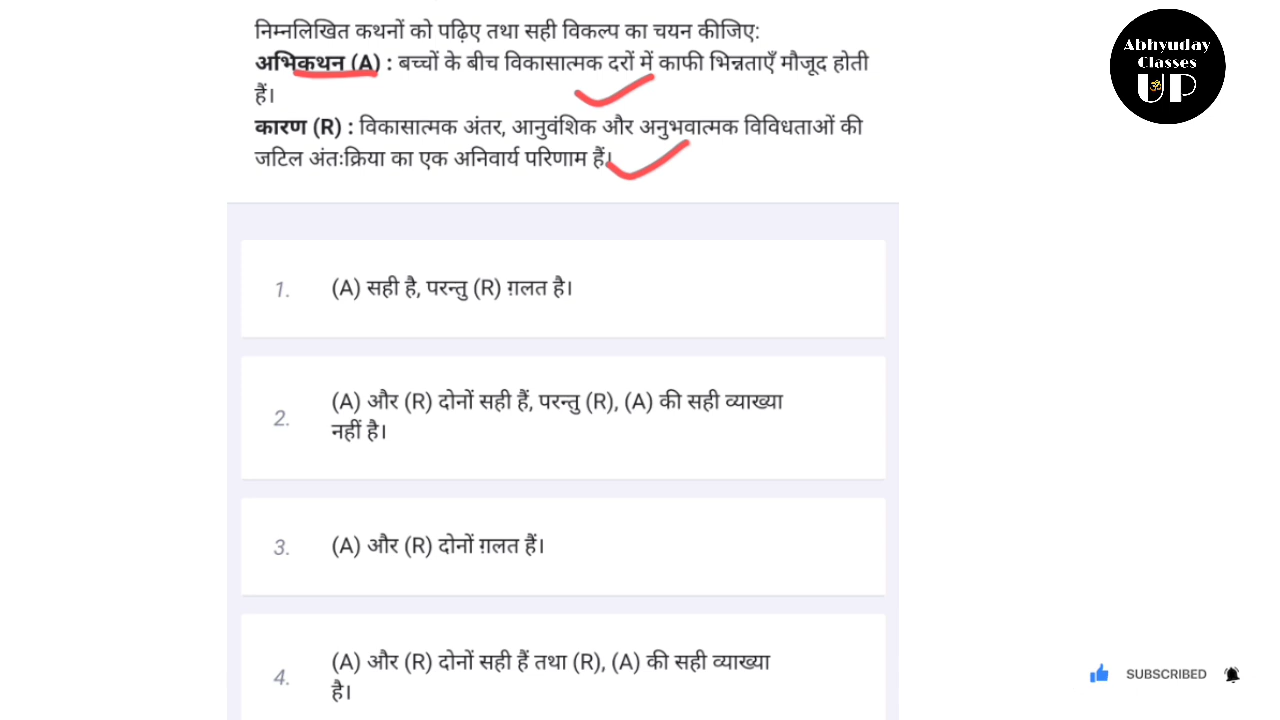 निम्नलिखित कथनों को पढ़िए तथा सही विकल्प का चयन कीजिए:
अभिकथन (A) : बच्चों के बीच विकासात्मक दरों में काफी भिन्नताएँ मौजूद होती
हैं।
कारण (R) : विकासात्मक अंतर, आनुवंशिक और अनुभवात्मक विविधताओं की
जटिल अंतःक्रिया का एक अनिवार्य परिणाम हैं।
1. (A) सही है, परन्तु (R) ग़लत है।
2. (A) और (R) दोनों सही हैं, परन्तु (R), (A) की सही व्याख्या
नहीं है।
3. (A) और (R) दोनों ग़लत हैं।
4. (A) और (R) दोनों सही हैं तथा (R), (A) की सही व्याख्या
है।
Abhyuday
Classes
ॐ
UP
SUBSCRIBED